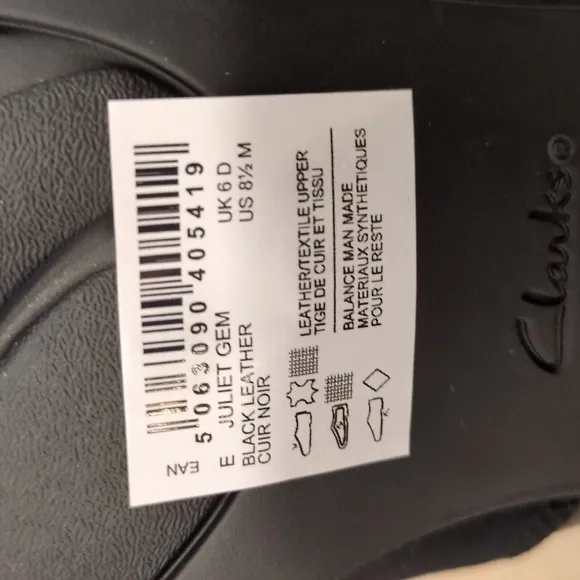 EAN
5 063090 405419
E JULIET GEM UK 6 D
BLACK LEATHER US 8½ M
CUIR NOIR
LEATHER/TEXTILE UPPER
TIGE DE CUIR ET TISSU
BALANCE MAN MADE
MATERIAUX SYNTHETIQUES
POUR LE RESTE
Clarks®